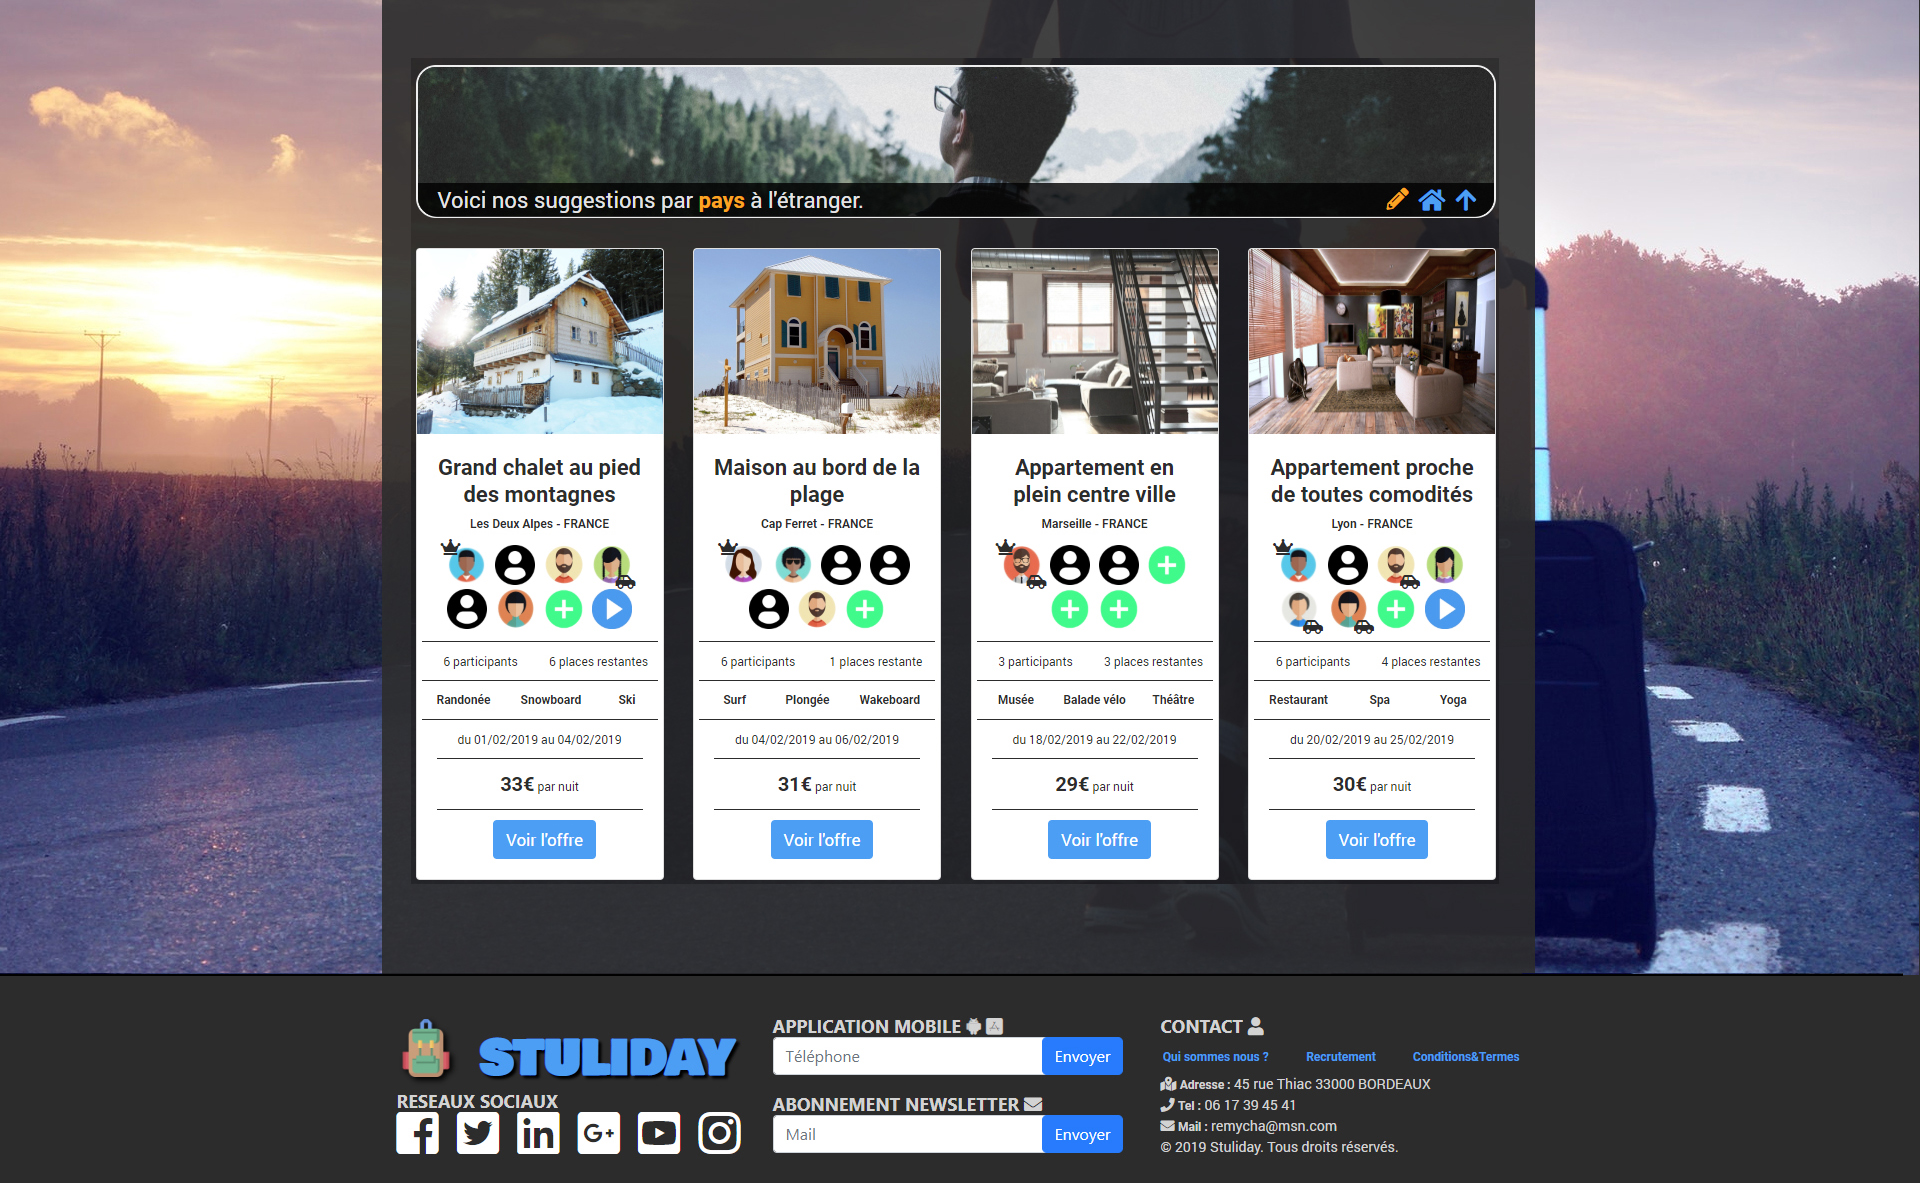 Voici nos suggestions par pays à l'étranger.
Grand chalet au pied
des montagnes
Les Deux Alpes - FRANCE
6 participants 6 places restantes
Randonée Snowboard Ski
du 01/02/2019 au 04/02/2019
33€ par nuit
Voir l'offre
Maison au bord de la
plage
Cap Ferret - FRANCE
6 participants 1 places restante
Surf Plongée Wakeboard
du 04/02/2019 au 06/02/2019
31€ par nuit
Voir l'offre
Appartement en
plein centre ville
Marseille - FRANCE
3 participants 3 places restantes
Musée Balade vélo Théâtre
du 18/02/2019 au 22/02/2019
29€ par nuit
Voir l'offre
Appartement proche
de toutes comodités
Lyon - FRANCE
6 participants 4 places restantes
Restaurant Spa Yoga
du 20/02/2019 au 25/02/2019
30€ par nuit
Voir l'offre
STULIDAY
RESEAUX SOCIAUX
APPLICATION MOBILE
Téléphone Envoyer
ABONNEMENT NEWSLETTER
Mail Envoyer
CONTACT
Qui sommes nous ? Recrutement Conditions&Termes
Adresse : 45 rue Thiac 33000 BORDEAUX
Tel : 06 17 39 45 41
Mail : remycha@msn.com
© 2019 Stuliday. Tous droits réservés.